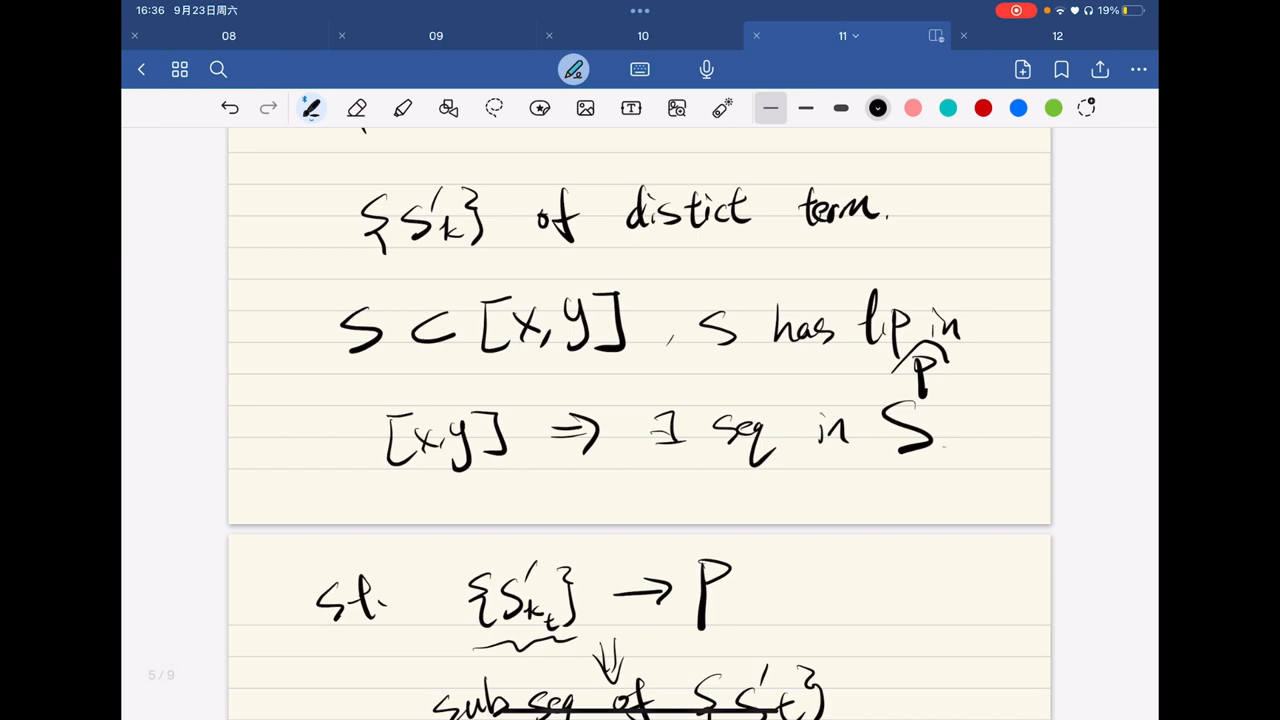 16:36 9月23日周六
19%
08 09 10 11 12
{S'k} of distict term.
S ⊂ [x,y], S has l.p in
P
[x,y] ⇒ ∃ seq in S.
st. {S'kt} → P
⇓
5/9
sub seq of {S't}